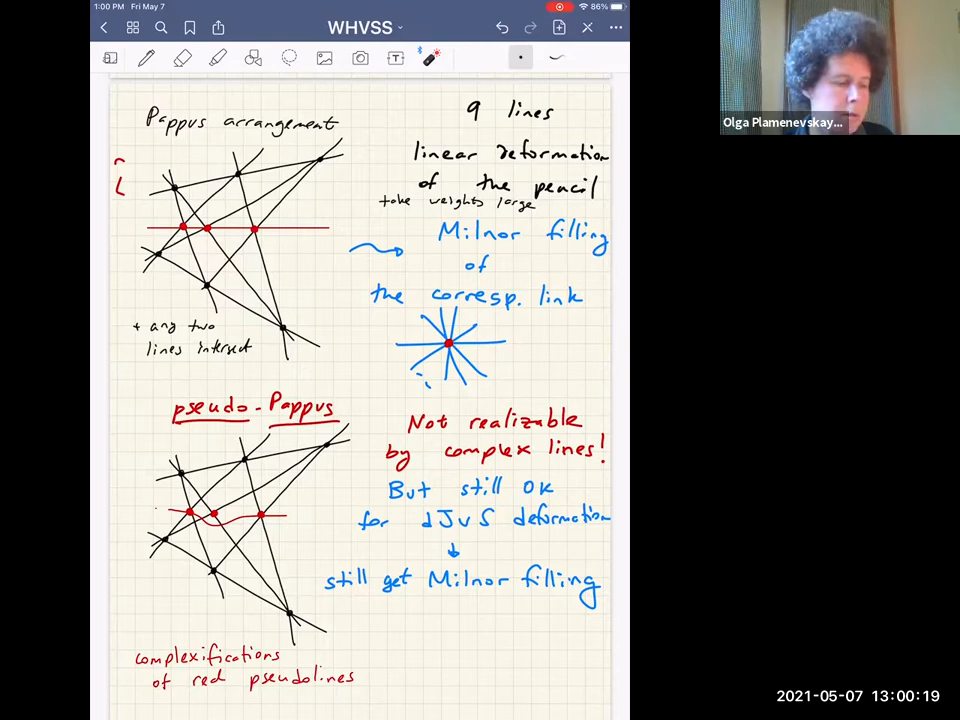 1:00 PM Fri May 7
86%
WHVSS
Olga Plamenevskay...
Pappus arrangement
9 lines
linear deformation
of the pencil
take weights large
Milnor filling
of
the corresp. link
+ any two
lines intersect
pseudo-Pappus
Not realizable
by complex lines!
But still OK
for dJvS deformation
still get Milnor filling
complexifications
of red pseudolines
2021-05-07 13:00:19